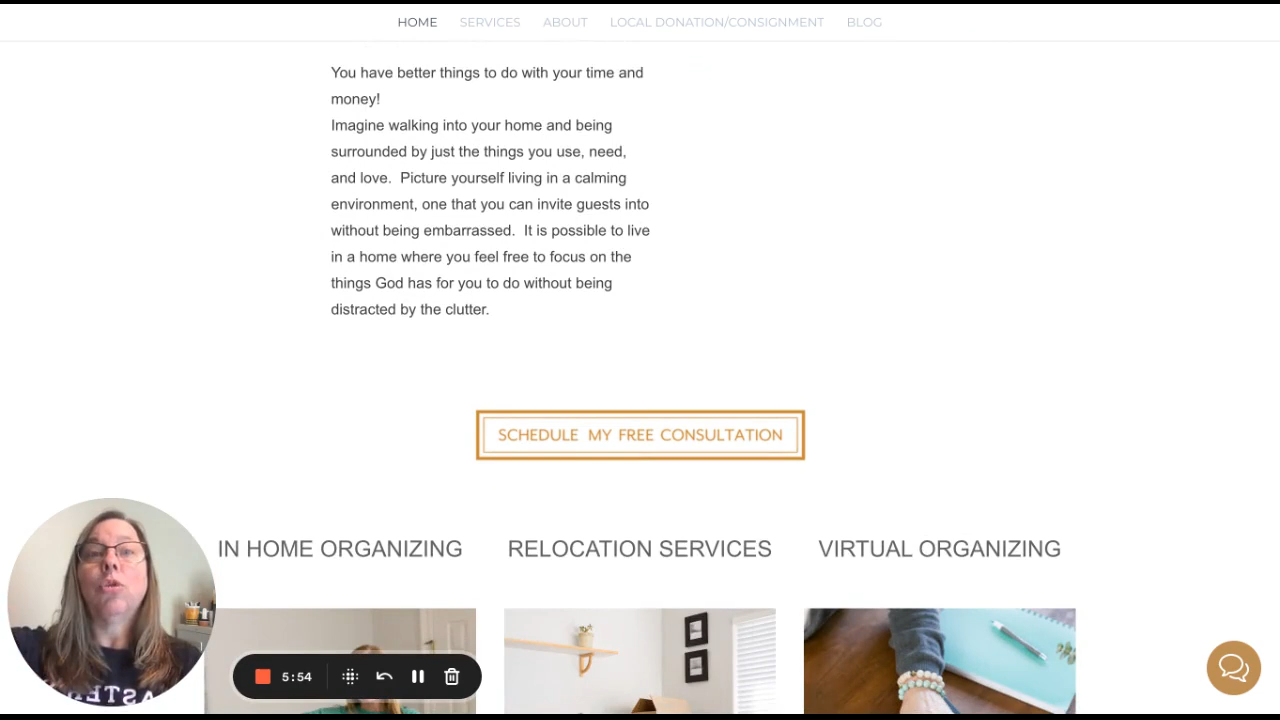 HOME SERVICES ABOUT LOCAL DONATION/CONSIGNMENT BLOG
You have better things to do with your time and
money!
Imagine walking into your home and being
surrounded by just the things you use, need,
and love. Picture yourself living in a calming
environment, one that you can invite guests into
without being embarrassed. It is possible to live
in a home where you feel free to focus on the
things God has for you to do without being
distracted by the clutter.
SCHEDULE MY FREE CONSULTATION
IN HOME ORGANIZING RELOCATION SERVICES VIRTUAL ORGANIZING
5:54